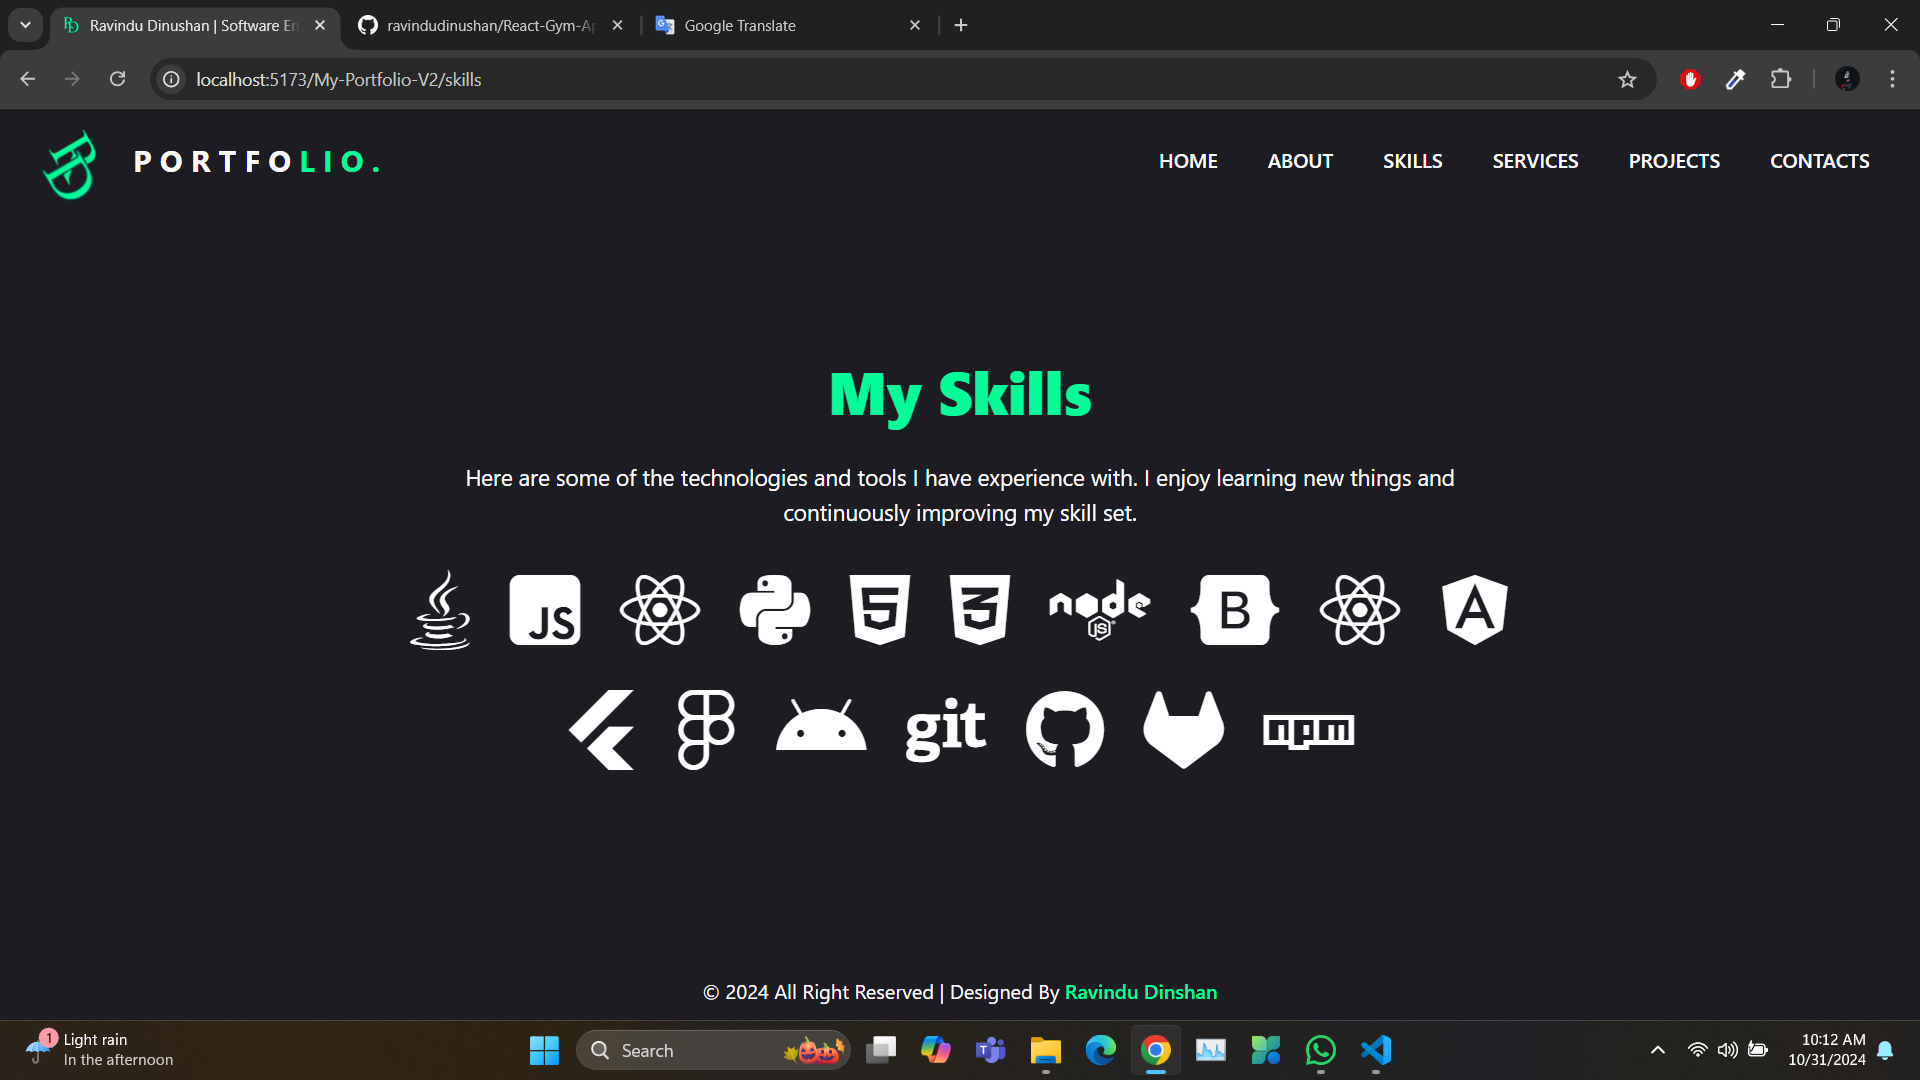 Ravindu Dinushan | Software En
ravindudinushan/React-Gym-Ap
Google Translate
localhost:5173/My-Portfolio-V2/skills
PORTFOLIO.
HOME
ABOUT
SKILLS
SERVICES
PROJECTS
CONTACTS
My Skills
Here are some of the technologies and tools I have experience with. I enjoy learning new things and
continuously improving my skill set.
JS
5
3
node
JS
B
A
git
npm
© 2024 All Right Reserved | Designed By Ravindu Dinshan
1
Light rain
In the afternoon
Search
10:12 AM
10/31/2024